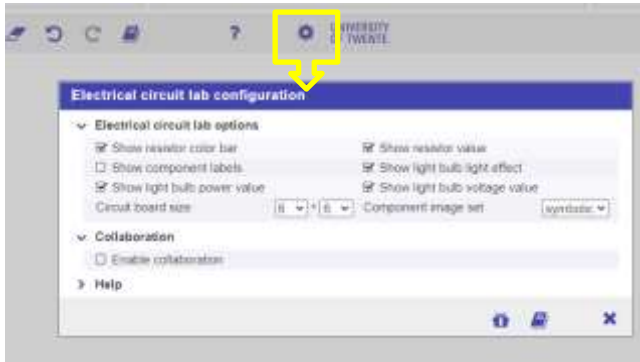 ?
UNIVERSITY
OF TWENTE
Electrical circuit lab configuration
Electrical circuit lab options
Show resistor color bar
Show resistor value
Show component labels
Show light bulb light effect
Show light bulb power value
Show light bulb voltage value
Circuit board size 6 * 6
Component image set symbolic
Collaboration
Enable collaboration
Help